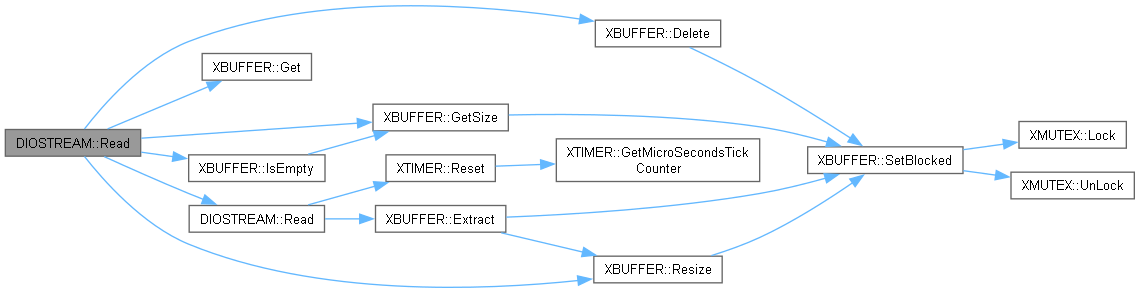 DIOSTREAM::Read
XBUFFER::Get
XBUFFER::IsEmpty
DIOSTREAM::Read
XBUFFER::GetSize
XTIMER::Reset
XBUFFER::Extract
XBUFFER::Delete
XTIMER::GetMicroSecondsTick
Counter
XBUFFER::Resize
XBUFFER::SetBlocked
XMUTEX::Lock
XMUTEX::UnLock